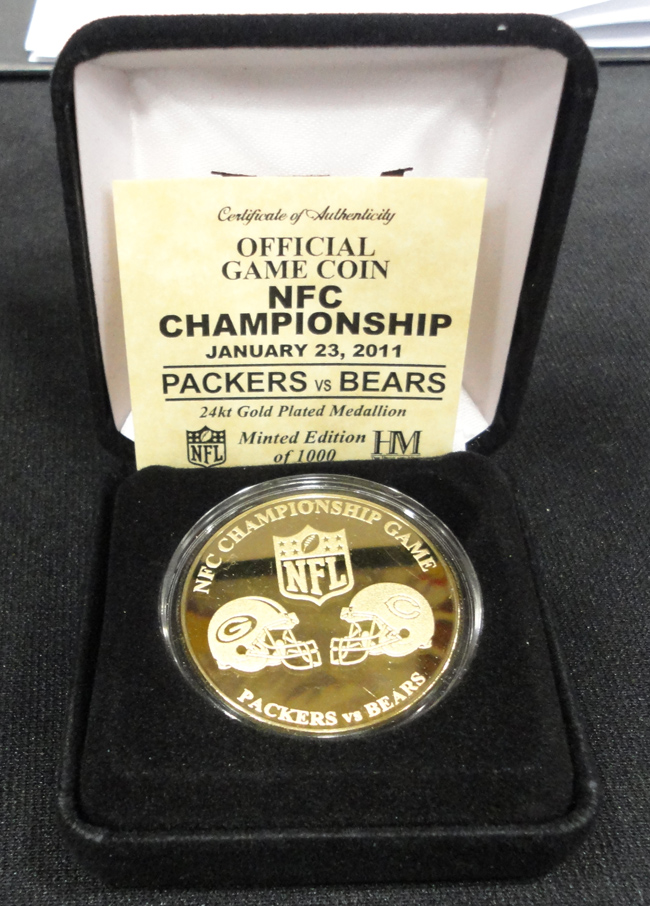 Certificate of Authenticity
OFFICIAL
GAME COIN
NFC
CHAMPIONSHIP
JANUARY 23, 2011
PACKERS vs BEARS
24kt Gold Plated Medallion
NFL
Minted Edition
of 1000
HM
NFC CHAMPIONSHIP GAME
NFL
G
C
PACKERS vs BEARS